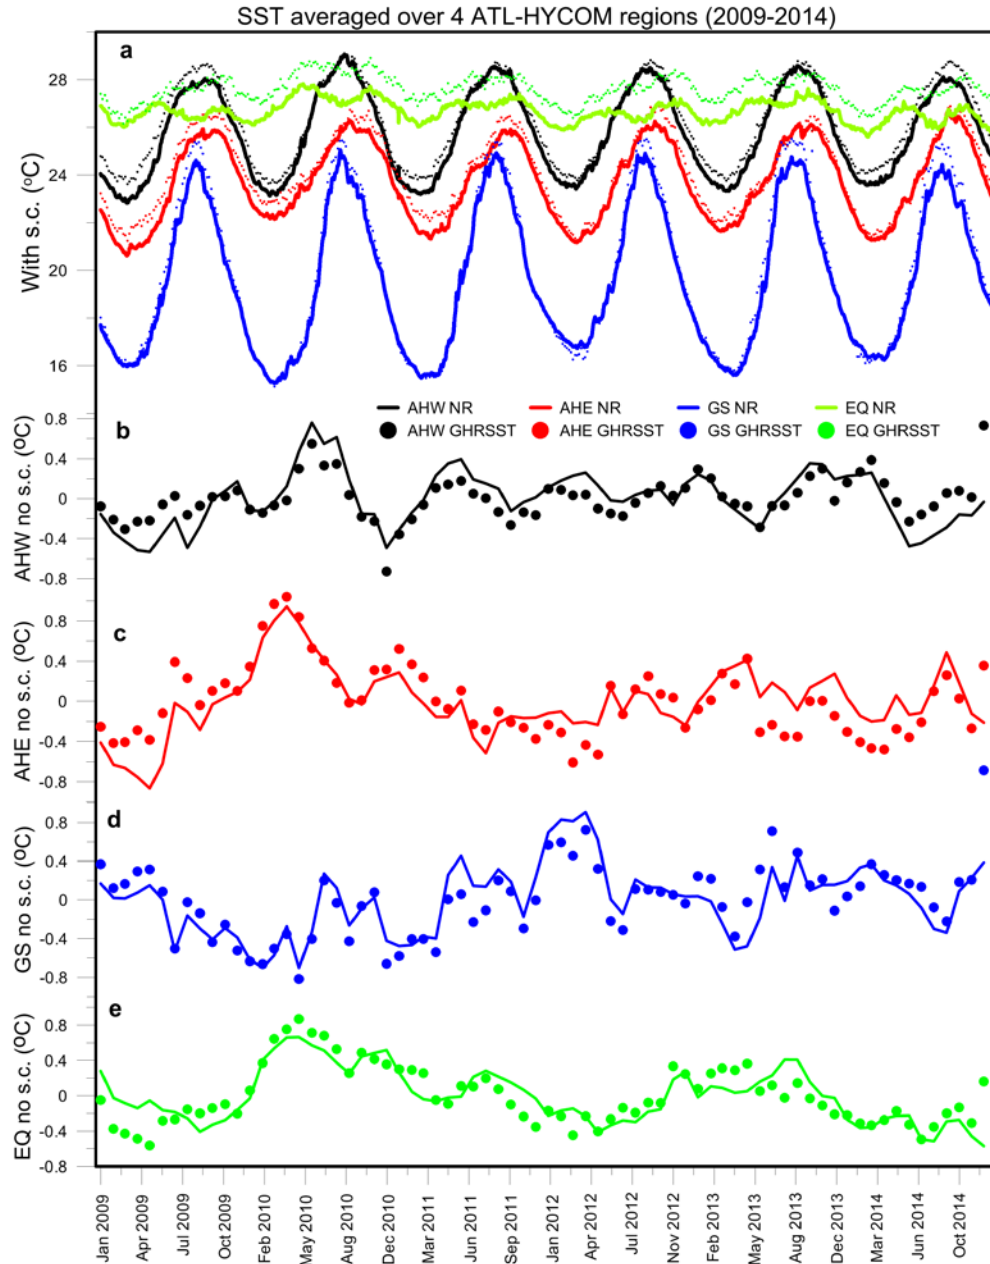 SST averaged over 4 ATL-HYCOM regions (2009-2014)
a
With s.c. (°C)
28
24
20
16
AHW NR AHE NR GS NR EQ NR
AHW GHRSST AHE GHRSST GS GHRSST EQ GHRSST
b
AHW no s.c. (°C)
0.8
0.4
0
-0.4
-0.8
c
AHE no s.c. (°C)
0.8
0.4
0
-0.4
-0.8
d
GS no s.c. (°C)
0.8
0.4
0
-0.4
-0.8
e
EQ no s.c. (°C)
0.8
0.4
0
-0.4
-0.8
Jan 2009
Apr 2009
Jul 2009
Oct 2009
Feb 2010
May 2010
Aug 2010
Dec 2010
Mar 2011
Jun 2011
Sep 2011
Jan 2012
Apr 2012
Jul 2012
Nov 2012
Feb 2013
May 2013
Aug 2013
Dec 2013
Mar 2014
Jun 2014
Oct 2014